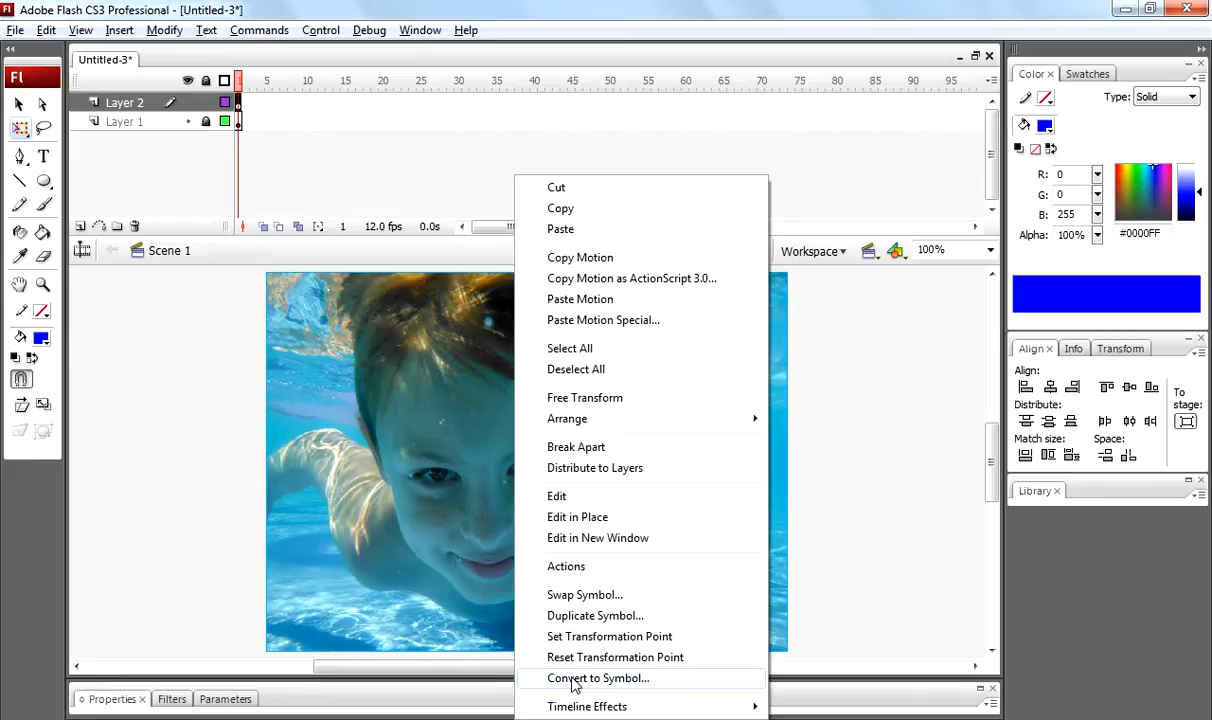 Fl Adobe Flash CS3 Professional - [Untitled-3*]
File Edit View Insert Modify Text Commands Control Debug Window Help
Untitled-3*
Fl
1 5 10 15 20 25 30 35 40 45 50 55 60 65 70 75 80 85 90 95
Layer 2
Layer 1
1 12.0 fps 0.0s
Scene 1
Workspace 100%
Cut
Copy
Paste
Copy Motion
Copy Motion as ActionScript 3.0...
Paste Motion
Paste Motion Special...
Select All
Deselect All
Free Transform
Arrange
Break Apart
Distribute to Layers
Edit
Edit in Place
Edit in New Window
Actions
Swap Symbol...
Duplicate Symbol...
Set Transformation Point
Reset Transformation Point
Convert to Symbol...
Timeline Effects
Color Swatches
Type: Solid
R: 0
G: 0
B: 255
Alpha: 100% #0000FF
Align Info Transform
Align:
To stage:
Distribute:
Match size: Space:
Library
Properties Filters Parameters